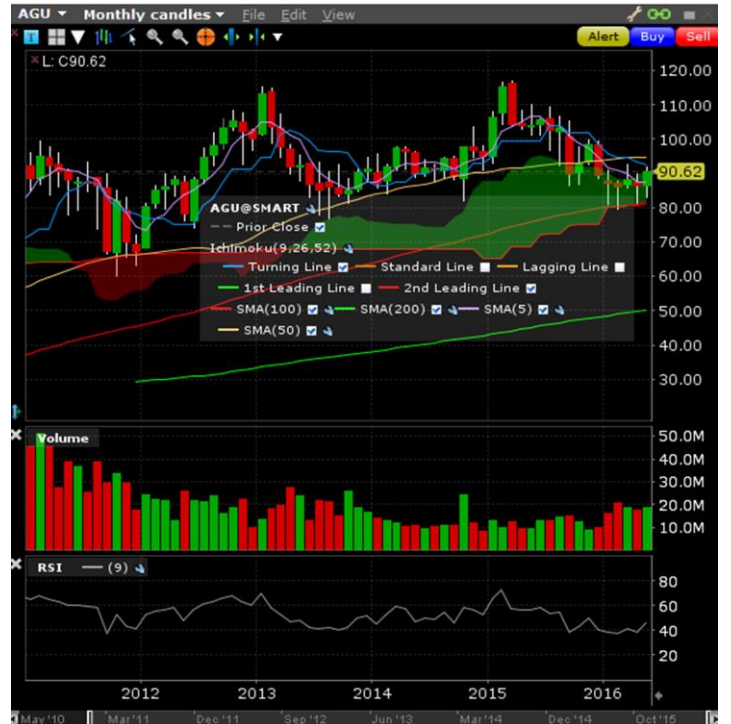 AGU Monthly candles File Edit View
Alert Buy Sell
L: C90.62
120.00
110.00
100.00
90.62
80.00
70.00
60.00
50.00
40.00
30.00
AGU@SMART
Prior Close
Ichimoku(9,26,52)
Turning Line Standard Line Lagging Line
1st Leading Line 2nd Leading Line
SMA(100) SMA(200) SMA(5)
SMA(50)
Volume
50.0M
40.0M
30.0M
20.0M
10.0M
RSI (9)
80
60
40
20
2012 2013 2014 2015 2016
May'10 Mar'11 Dec'11 Sep'12 Jun'13 Mar'14 Dec'14 Oct'15